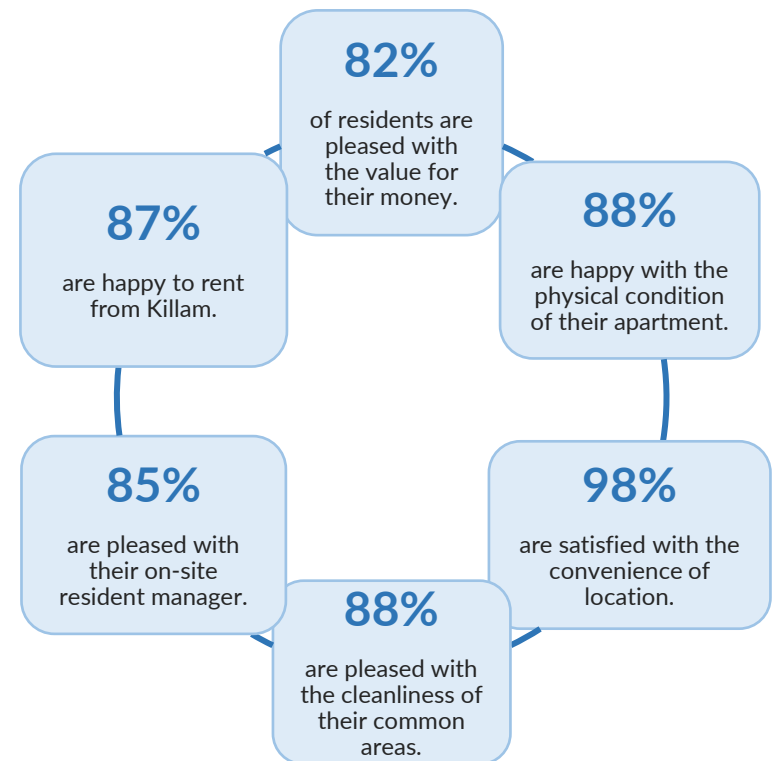 82%
of residents are
pleased with
the value for
their money.
88%
are happy with the
physical condition
of their apartment.
98%
are satisfied with the
convenience of
location.
88%
are pleased with
the cleanliness of
their common
areas.
85%
are pleased with
their on-site
resident manager.
87%
are happy to rent
from Killam.